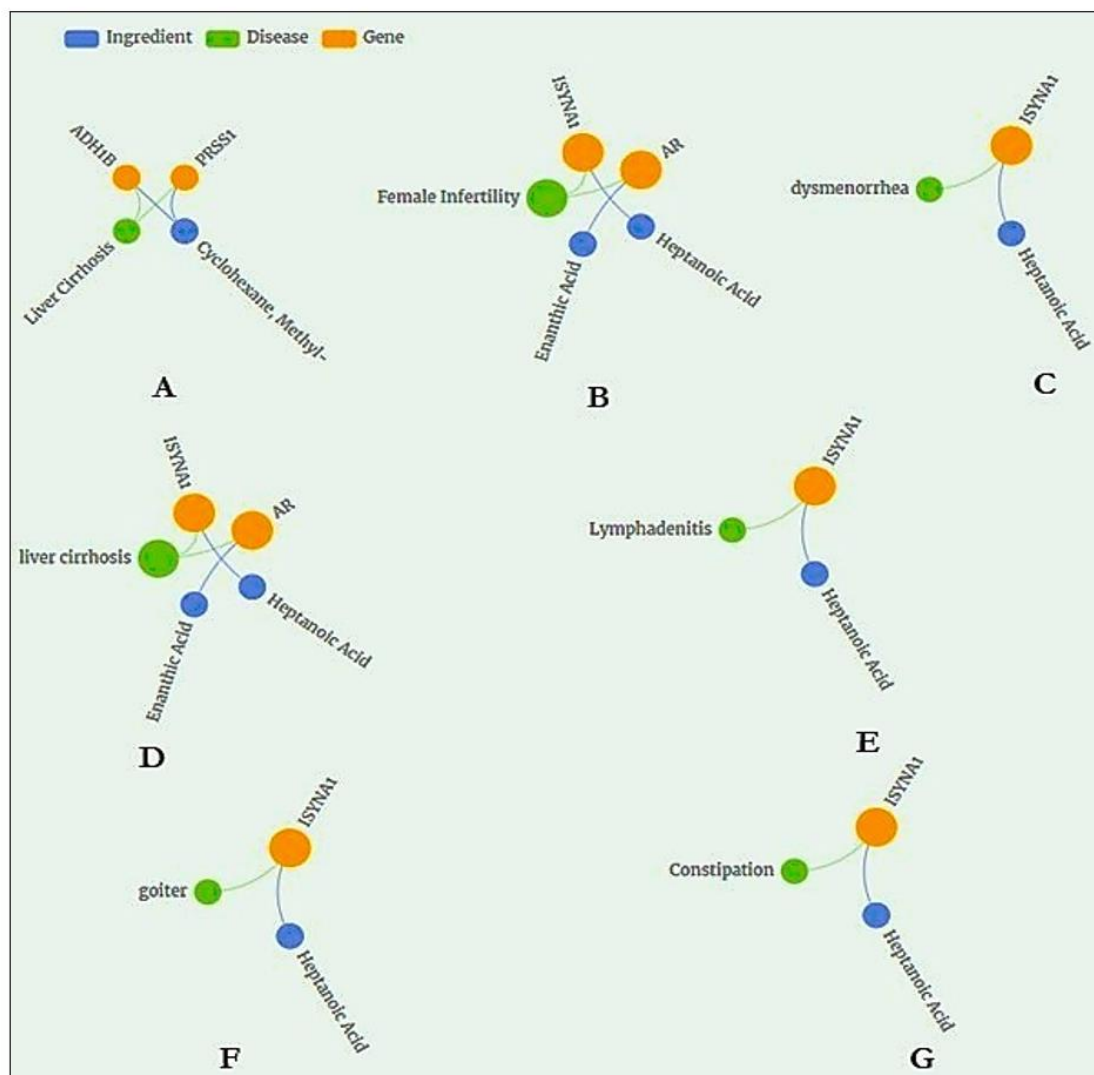 Ingredient
Disease
Gene
ADH1B
PRSS1
Liver Cirrhosis
Cyclohexane, Methyl-
A
ISYNA1
AR
Female Infertility
Enanthic Acid
Heptanoic Acid
B
ISYNA1
dysmenorrhea
Heptanoic Acid
C
ISYNA1
AR
liver cirrhosis
Enanthic Acid
Heptanoic Acid
D
ISYNA1
Lymphadenitis
Heptanoic Acid
E
ISYNA1
goiter
Heptanoic Acid
F
ISYNA1
Constipation
Heptanoic Acid
G